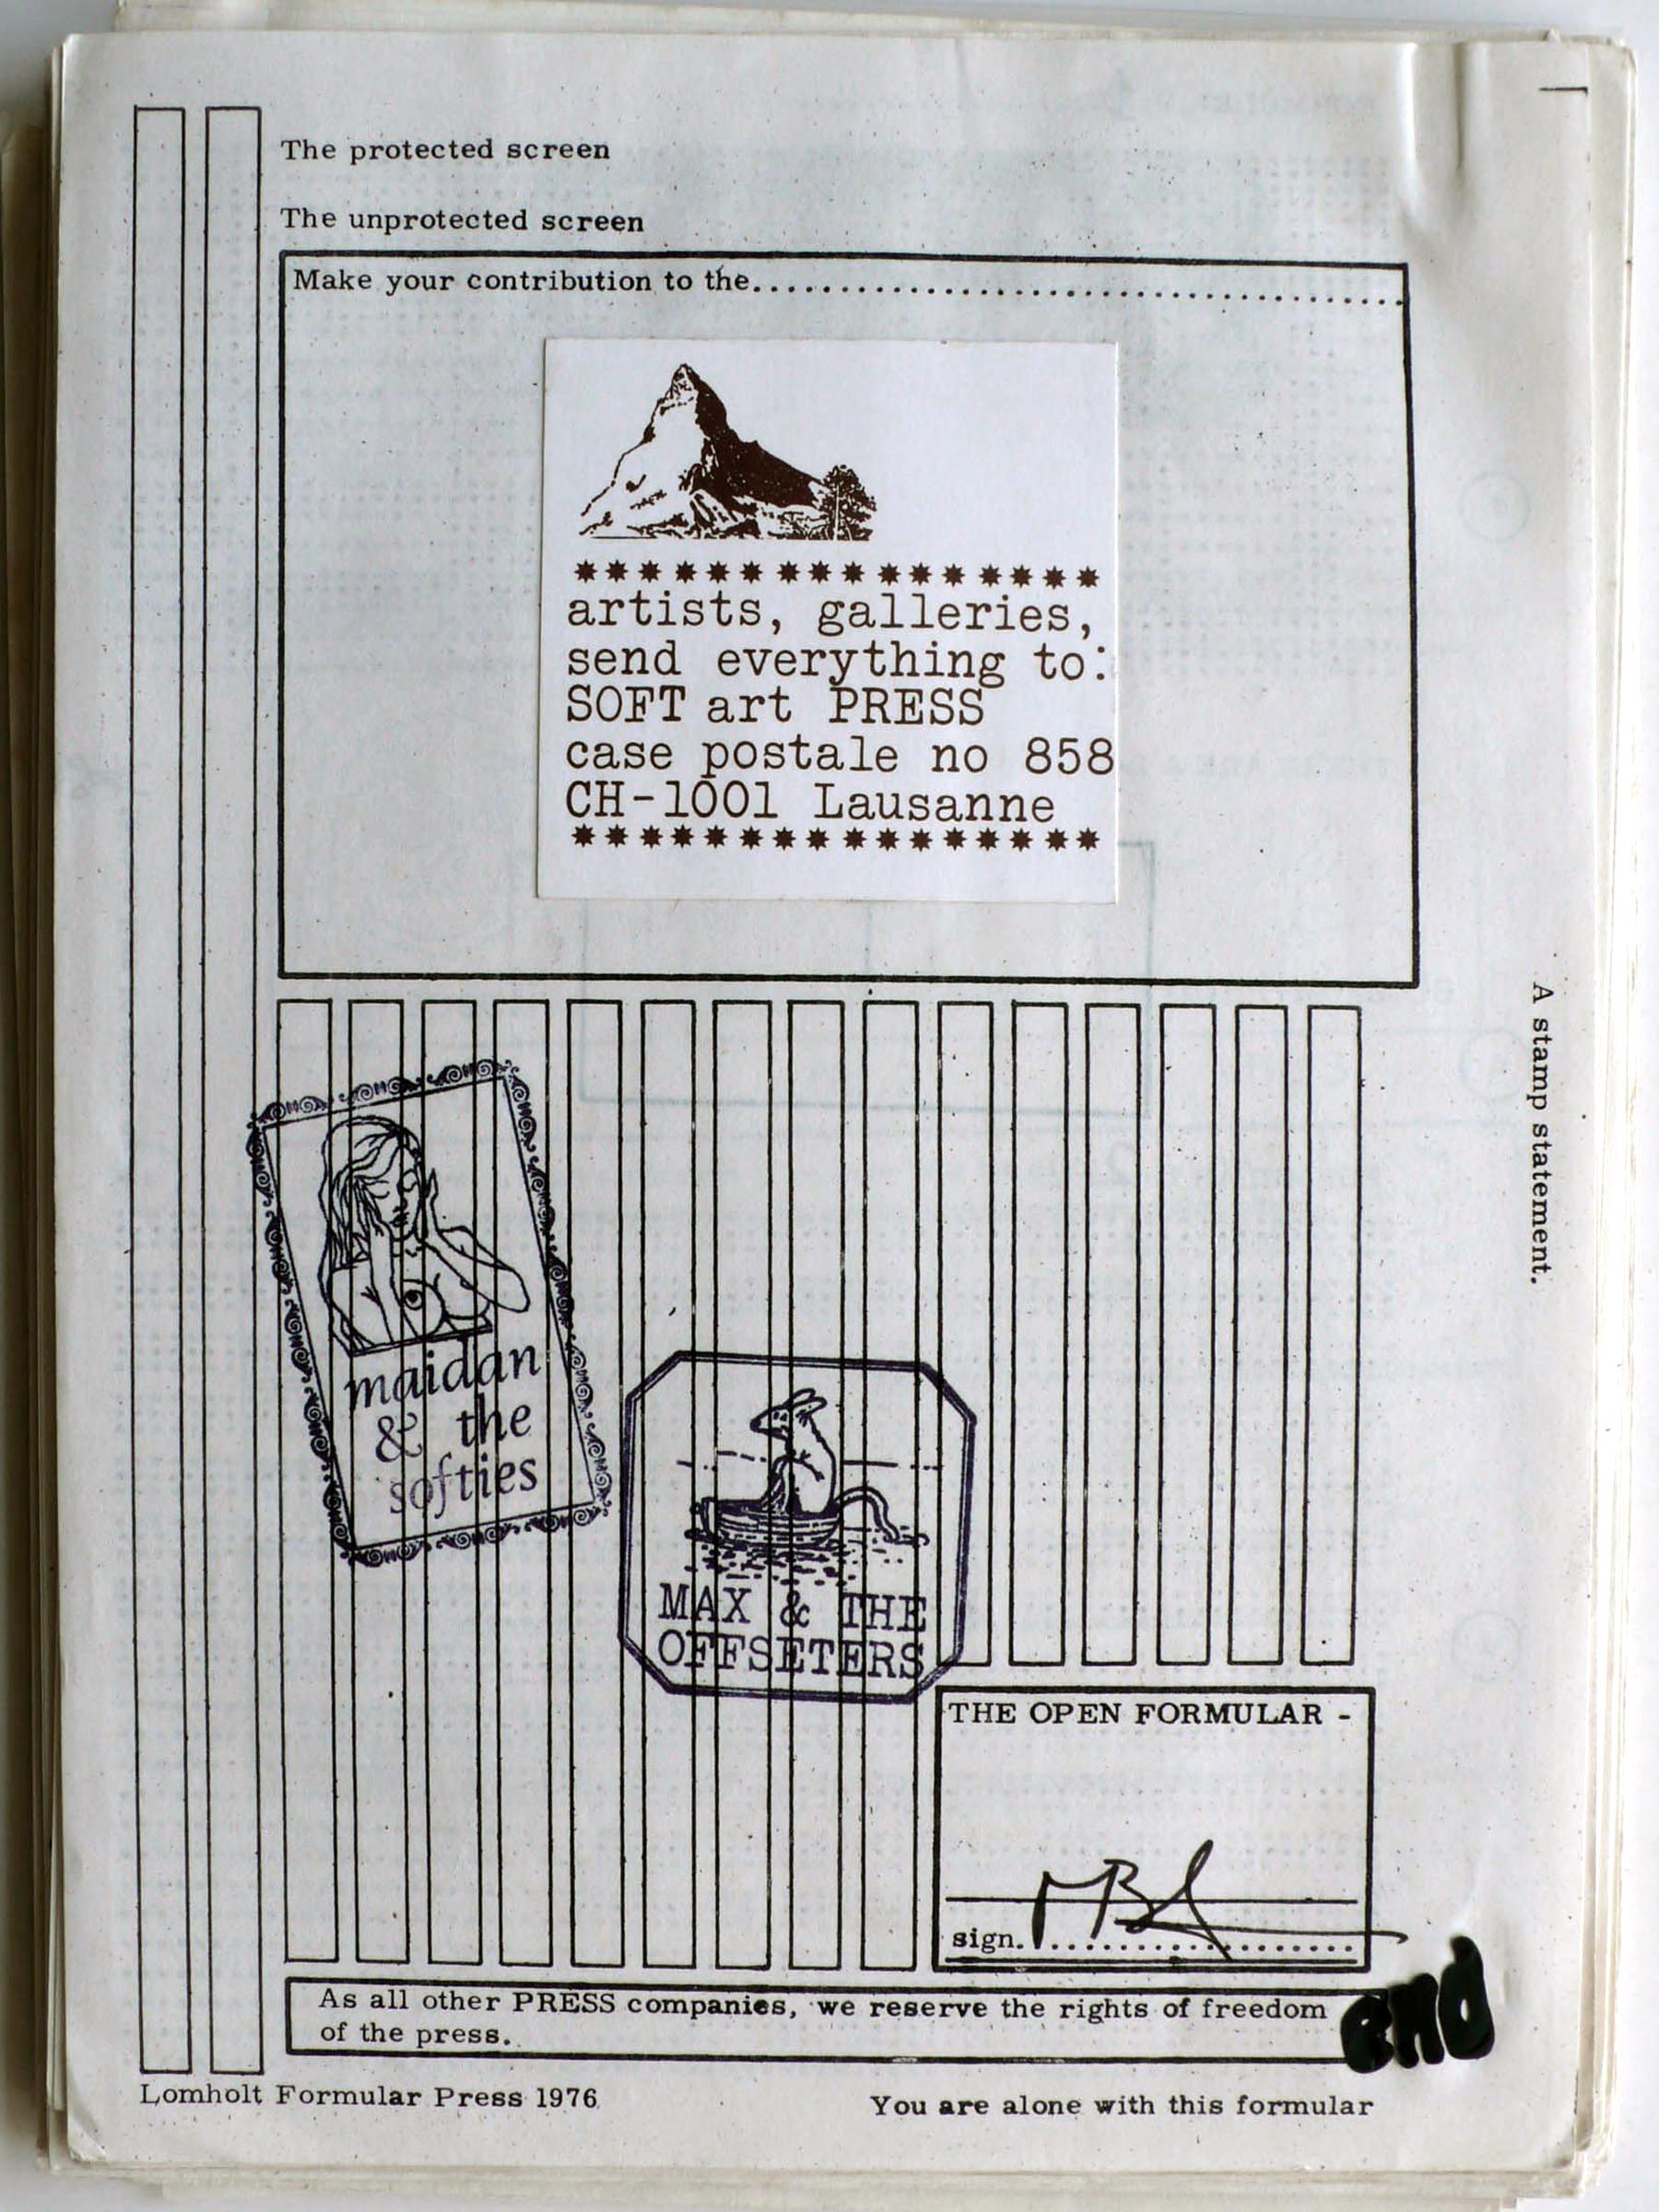 The protected screen
The unprotected screen
Make your contribution to the........................................
artists, galleries,
send everything to:
SOFT art PRESS
case postale no 858
CH-1001 Lausanne
A stamp statement.
maidan
& the
softies
MAX & THE
OFFSETERS
THE OPEN FORMULAR -
sign...................
As all other PRESS companies, we reserve the rights of freedom
of the press.
end
Lomholt Formular Press 1976
You are alone with this formular